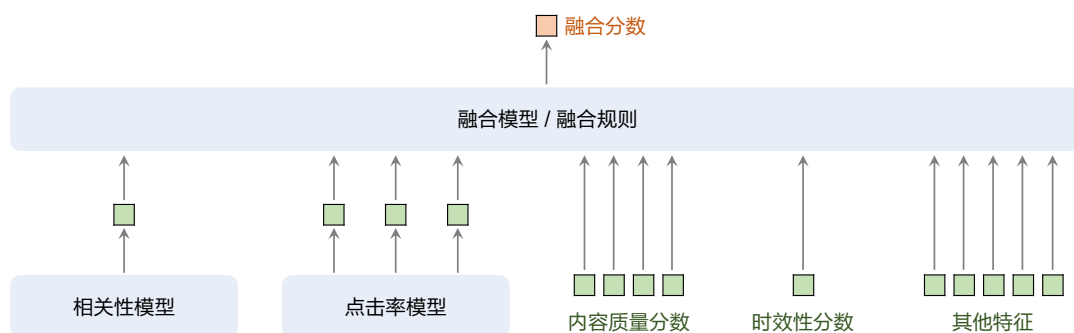 融合分数
融合模型 / 融合规则
相关性模型
点击率模型
内容质量分数
时效性分数
其他特征